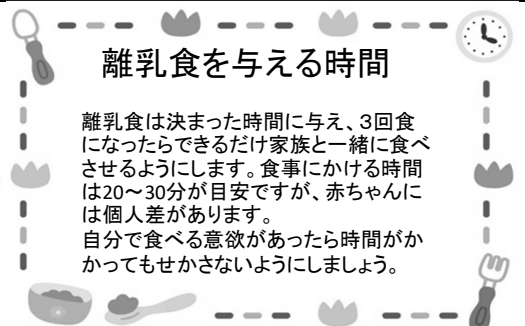 離乳食を与える時間
離乳食は決まった時間に与え、3回食
になったらできるだけ家族と一緒に食べ
させるようにします。食事にかける時間
は20～30分が目安ですが、赤ちゃんに
は個人差があります。
自分で食べる意欲があったら時間がか
かってもせかさないようにしましょう。